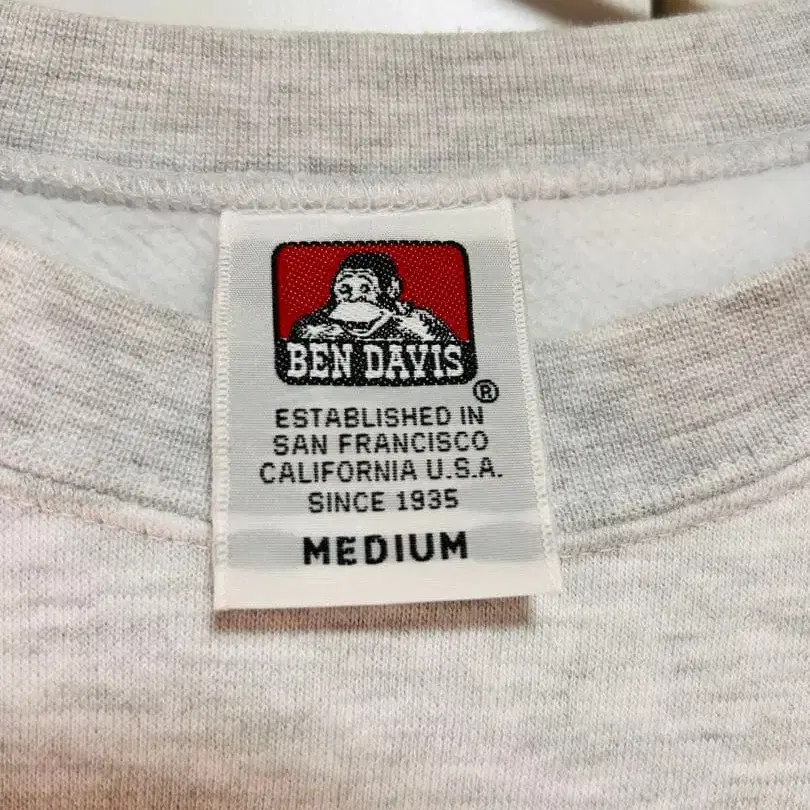 BEN DAVIS
®
ESTABLISHED IN
SAN FRANCISCO
CALIFORNIA U.S.A.
SINCE 1935
MEDIUM